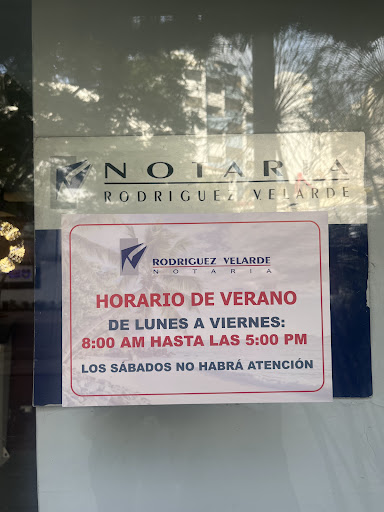 NOTARIA
RODRIGUEZ VELARDE
RODRIGUEZ VELARDE
NOTARIA
HORARIO DE VERANO
DE LUNES A VIERNES:
8:00 AM HASTA LAS 5:00 PM
LOS SÁBADOS NO HABRÁ ATENCIÓN